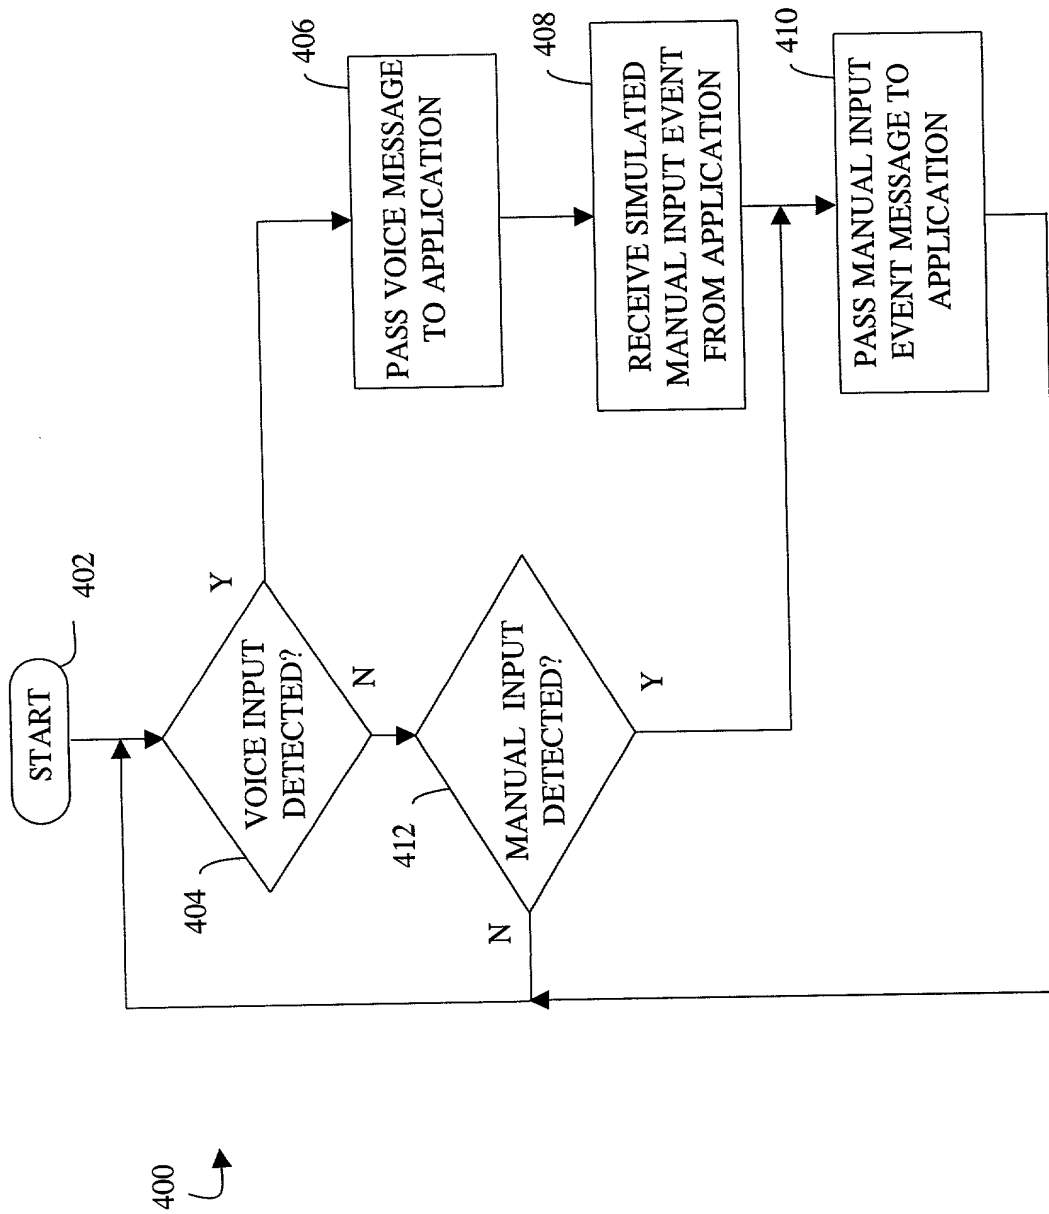 400
START
402
VOICE INPUT
DETECTED?
404
Y
N
406
PASS VOICE MESSAGE
TO APPLICATION
408
RECEIVE SIMULATED
MANUAL INPUT EVENT
FROM APPLICATION
410
PASS MANUAL INPUT
EVENT MESSAGE TO
APPLICATION
412
MANUAL INPUT
DETECTED?
N
Y